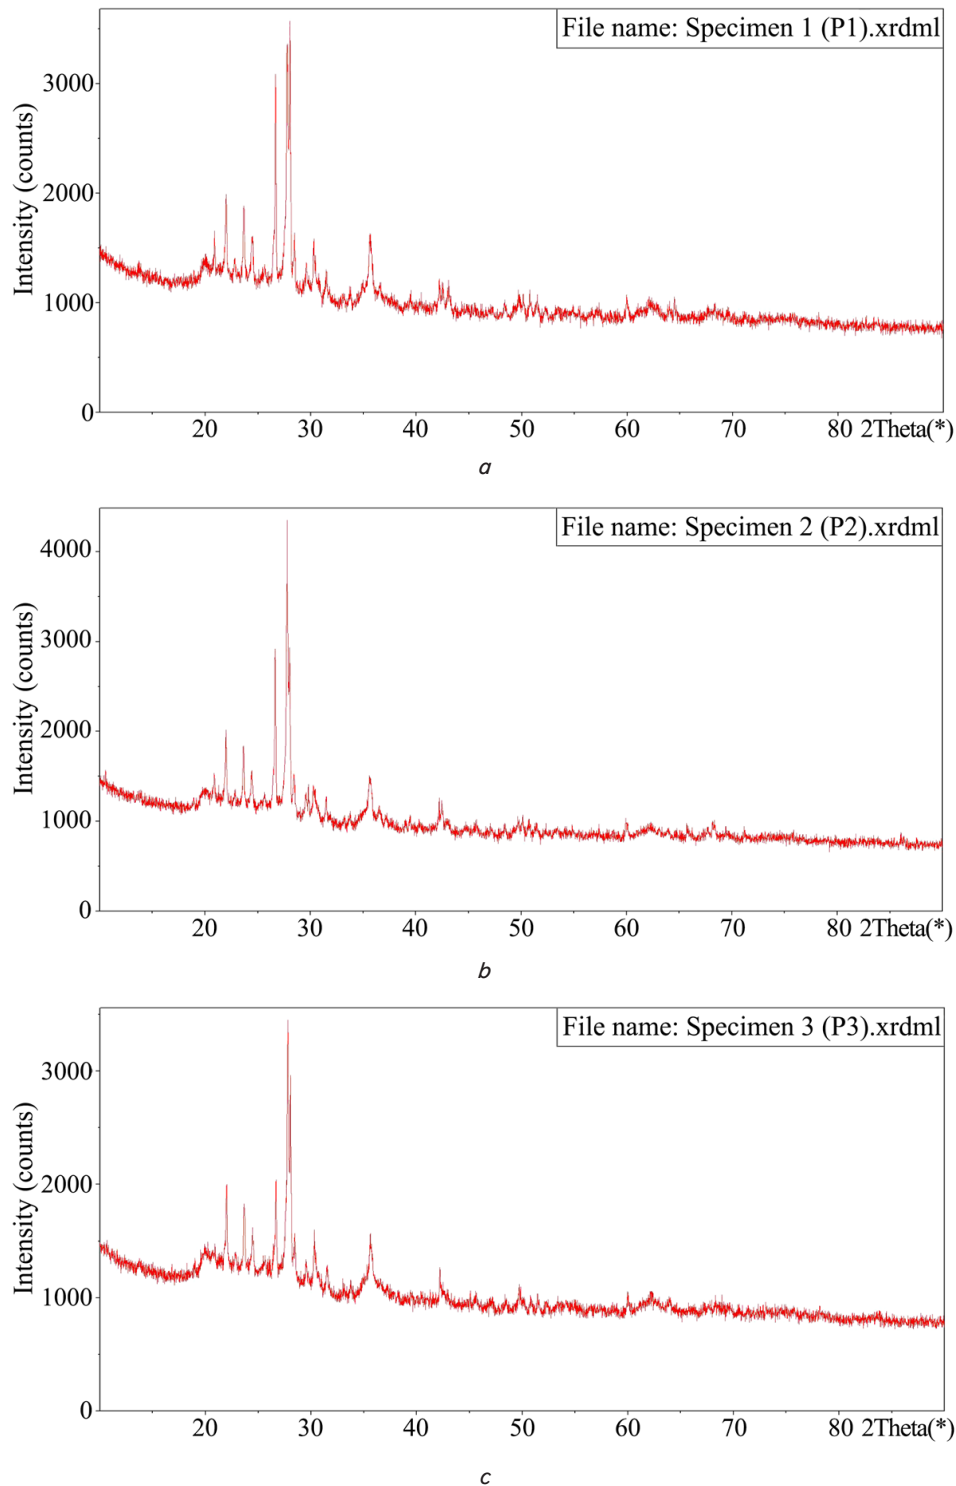 File name: Specimen 1 (P1).xrdml
Intensity (counts)
3000
2000
1000
0
20 30 40 50 60 70 80 2Theta(*)
a
File name: Specimen 2 (P2).xrdml
Intensity (counts)
4000
3000
2000
1000
0
20 30 40 50 60 70 80 2Theta(*)
b
File name: Specimen 3 (P3).xrdml
Intensity (counts)
3000
2000
1000
0
20 30 40 50 60 70 80 2Theta(*)
c